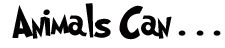 Animals Can . . .